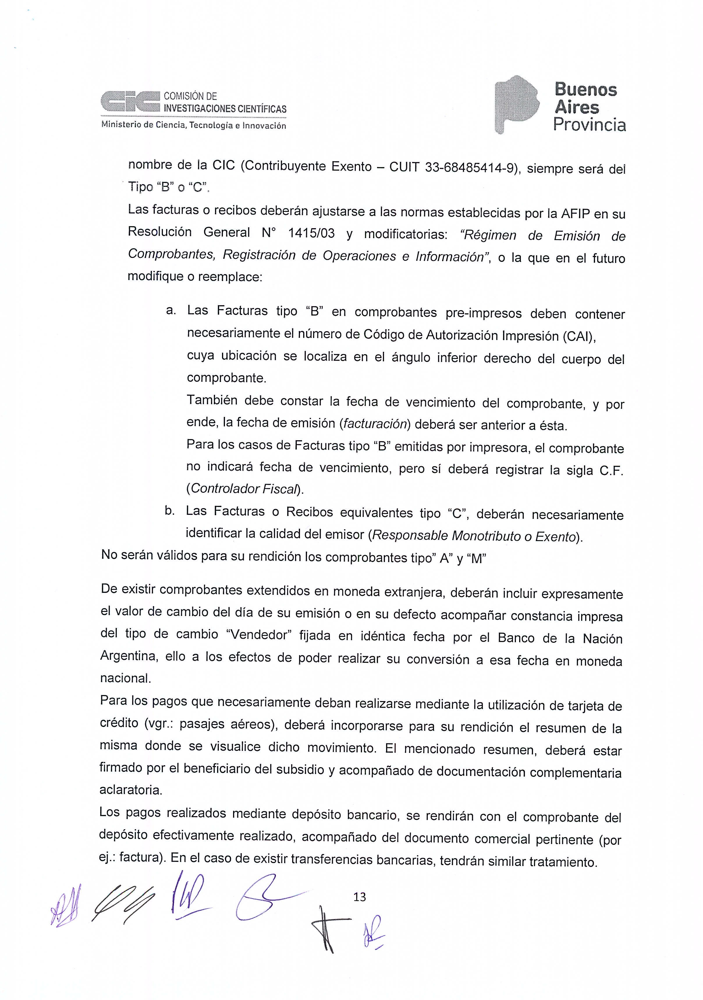 CIC COMISIÓN DE
INVESTIGACIONES CIENTÍFICAS
Ministerio de Ciencia, Tecnología e Innovación
Buenos
Aires
Provincia
nombre de la CIC (Contribuyente Exento – CUIT 33-68485414-9), siempre será del
Tipo “B” o “C”.
Las facturas o recibos deberán ajustarse a las normas establecidas por la AFIP en su
Resolución General N° 1415/03 y modificatorias: “Régimen de Emisión de
Comprobantes, Registración de Operaciones e Información”, o la que en el futuro
modifique o reemplace:
a. Las Facturas tipo “B” en comprobantes pre-impresos deben contener
necesariamente el número de Código de Autorización Impresión (CAI),
cuya ubicación se localiza en el ángulo inferior derecho del cuerpo del
comprobante.
También debe constar la fecha de vencimiento del comprobante, y por
ende, la fecha de emisión (facturación) deberá ser anterior a ésta.
Para los casos de Facturas tipo “B” emitidas por impresora, el comprobante
no indicará fecha de vencimiento, pero sí deberá registrar la sigla C.F.
(Controlador Fiscal).
b. Las Facturas o Recibos equivalentes tipo “C”, deberán necesariamente
identificar la calidad del emisor (Responsable Monotributo o Exento).
No serán válidos para su rendición los comprobantes tipo” A” y “M”
De existir comprobantes extendidos en moneda extranjera, deberán incluir expresamente
el valor de cambio del día de su emisión o en su defecto acompañar constancia impresa
del tipo de cambio “Vendedor” fijada en idéntica fecha por el Banco de la Nación
Argentina, ello a los efectos de poder realizar su conversión a esa fecha en moneda
nacional.
Para los pagos que necesariamente deban realizarse mediante la utilización de tarjeta de
crédito (vgr.: pasajes aéreos), deberá incorporarse para su rendición el resumen de la
misma donde se visualice dicho movimiento. El mencionado resumen, deberá estar
firmado por el beneficiario del subsidio y acompañado de documentación complementaria
aclaratoria.
Los pagos realizados mediante depósito bancario, se rendirán con el comprobante del
depósito efectivamente realizado, acompañado del documento comercial pertinente (por
ej.: factura). En el caso de existir transferencias bancarias, tendrán similar tratamiento.
13